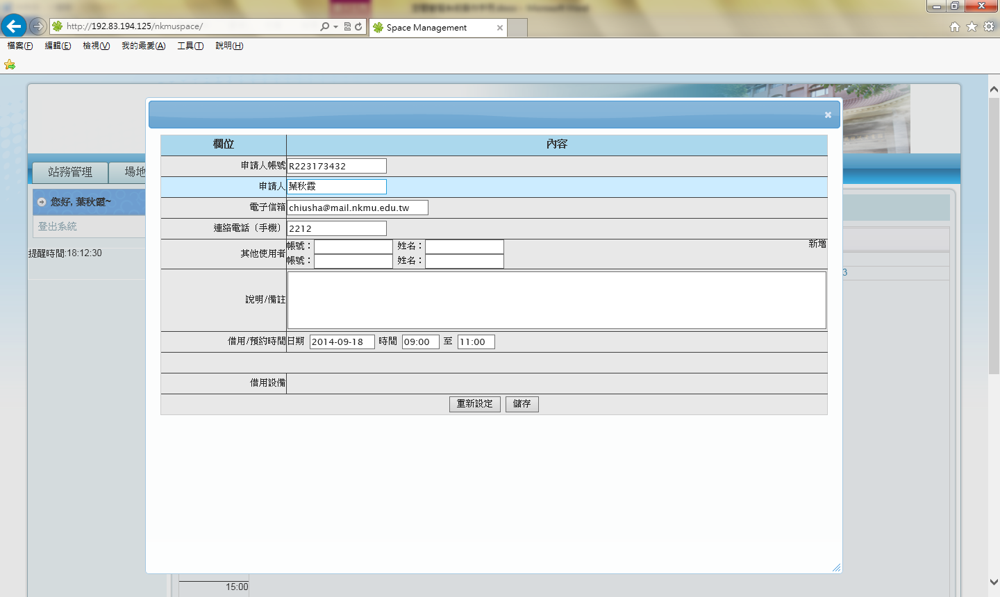 http://192.83.194.125/nkmuspace/
Space Management
檔案(F) 編輯(E) 檢視(V) 我的最愛(A) 工具(T) 說明(H)
站務管理 場地
您好, 葉秋霞~
登出系統
提醒時間:18:12:30
欄位 內容
申請人帳號 R223173432
申請人 葉秋霞
電子信箱 chiusha@mail.nkmu.edu.tw
連絡電話〔手機〕 2212
其他使用者 帳號： 姓名： 新增
帳號： 姓名：
說明/備註
借用/預約時間 日期 2014-09-18 時間 09:00 至 11:00
借用設備
重新設定 儲存
3
15:00